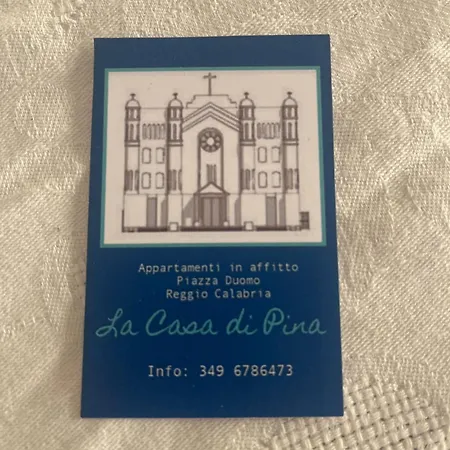 Appartamenti in affitto
Piazza Duomo
Reggio Calabria
La Casa di Pina
Info: 349 6786473